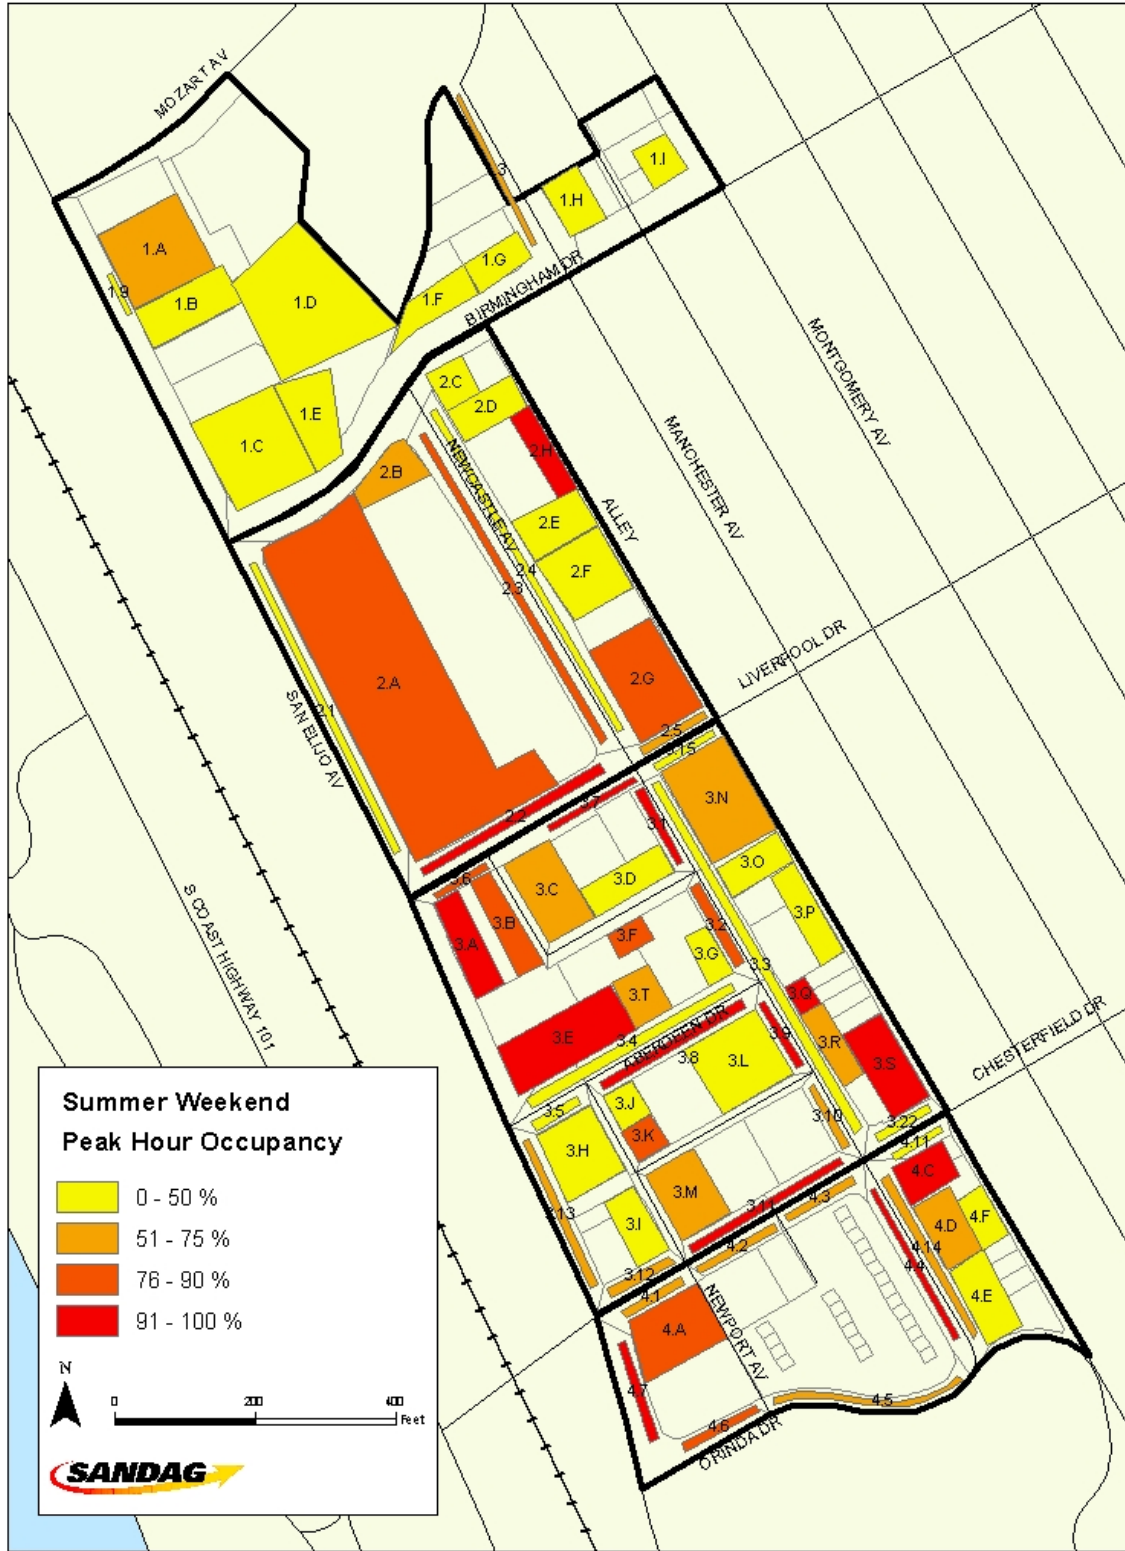 MOZART AV
3
1.I
1.H
1.A
1.G
1.9
1.B
1.D
1.F
BIRMINGHAM DR
MONTGOMERY AV
2.C
2.D
1.E
1.C
MANCHESTER AV
2.H
2.B
NEWCASTLE AV
ALLEY
2.E
2.4
2.F
2.3
LIVERPOOL DR
2.G
2.A
2.1
SAN ELIJO AV
2.5
3.15
3.N
2.2
3.7
3.1
3.O
3.6
3.C
3.D
3.P
S COAST HIGHWAY 101
3.A
3.B
3.F
3.2
3.G
3.3
3.T
3.Q
CHESTERFIELD DR
3.E
3.4
ABERDEEN DR
3.9
3.R
3.8
3.L
3.S
3.J
3.5
3.K
3.10
3.22
3.H
4.11
3.M
4.C
3.13
3.I
3.11
4.3
4.D
4.F
4.2
4.14
4.4
3.12
4.1
4.E
NEWPORT AV
4.A
4.7
4.5
4.6
ORINDA DR
Summer Weekend
Peak Hour Occupancy
0 - 50 %
51 - 75 %
76 - 90 %
91 - 100 %
N
0 200 400
Feet
SANDAG